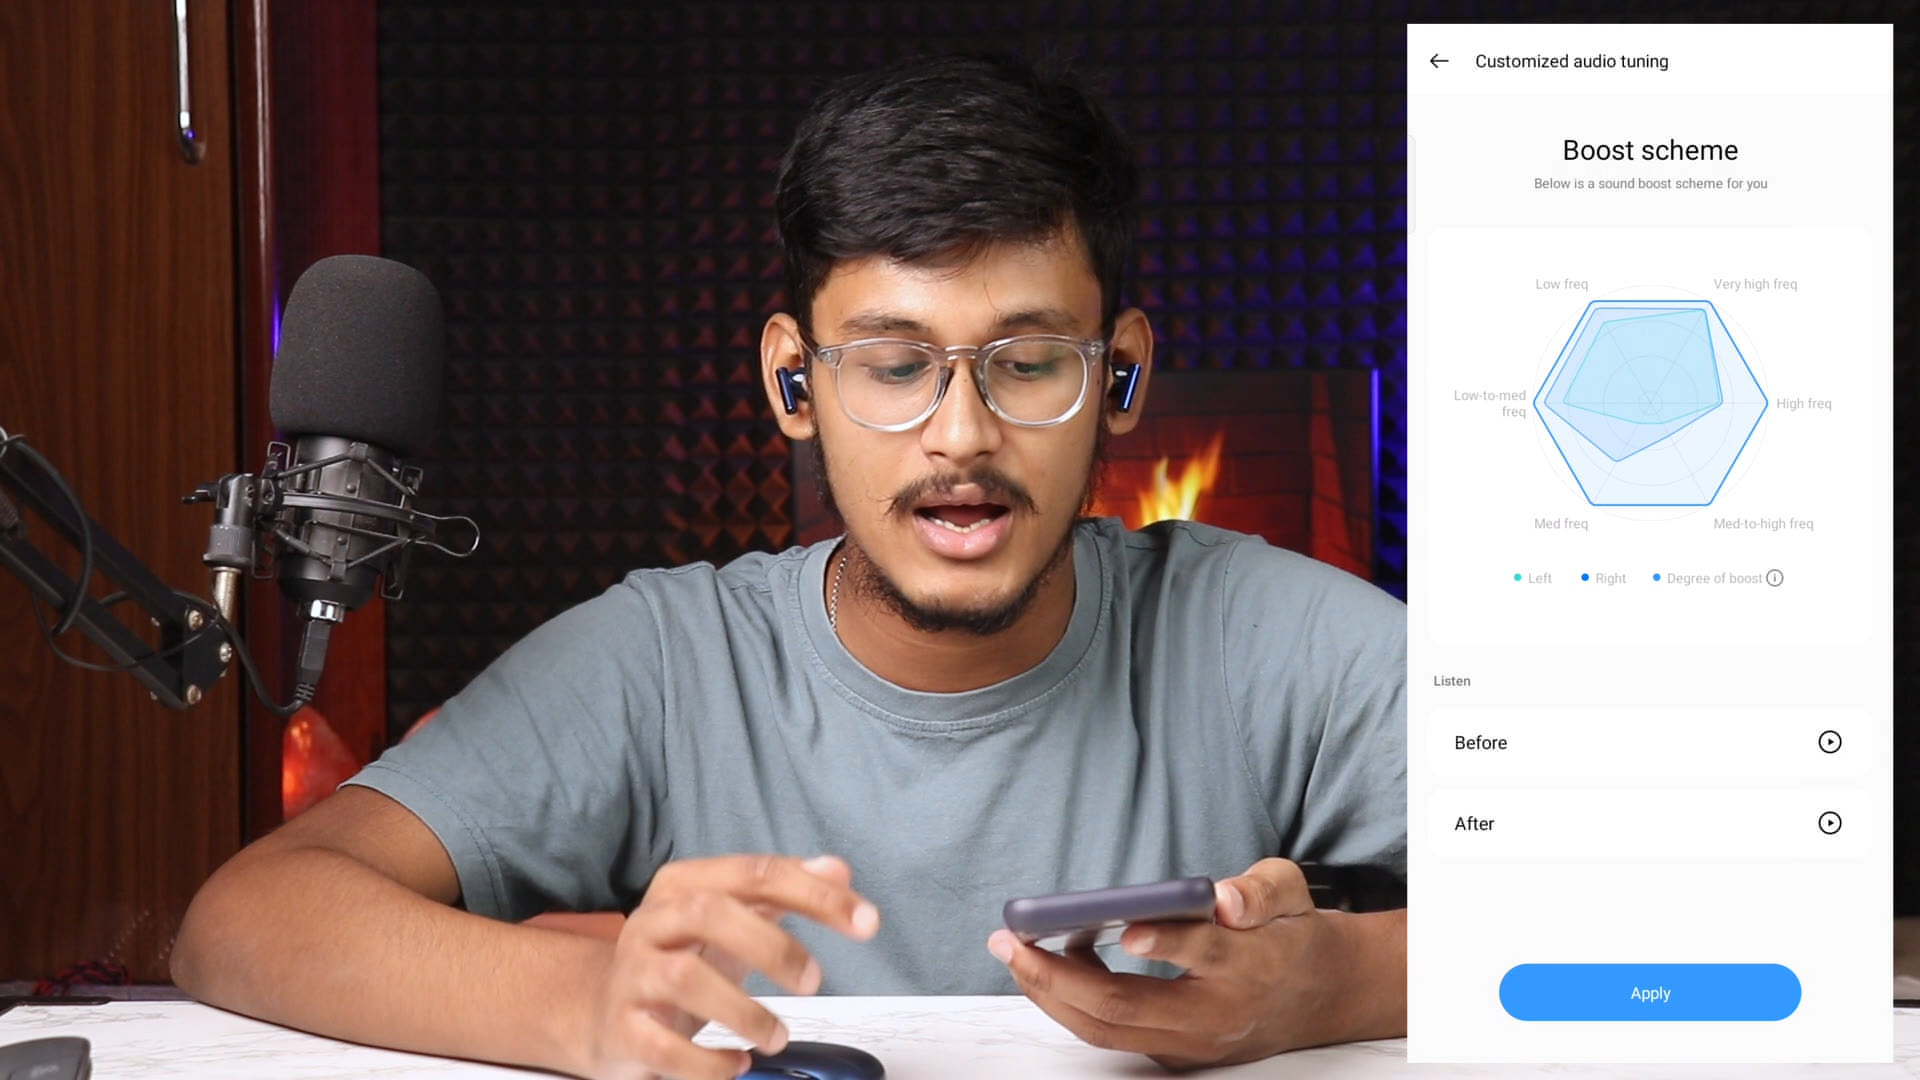 Customized audio tuning
Boost scheme
Below is a sound boost scheme for you
Low freq
Very high freq
Low-to-med
freq
High freq
Med freq
Med-to-high freq
Left
Right
Degree of boost
Listen
Before
After
Apply